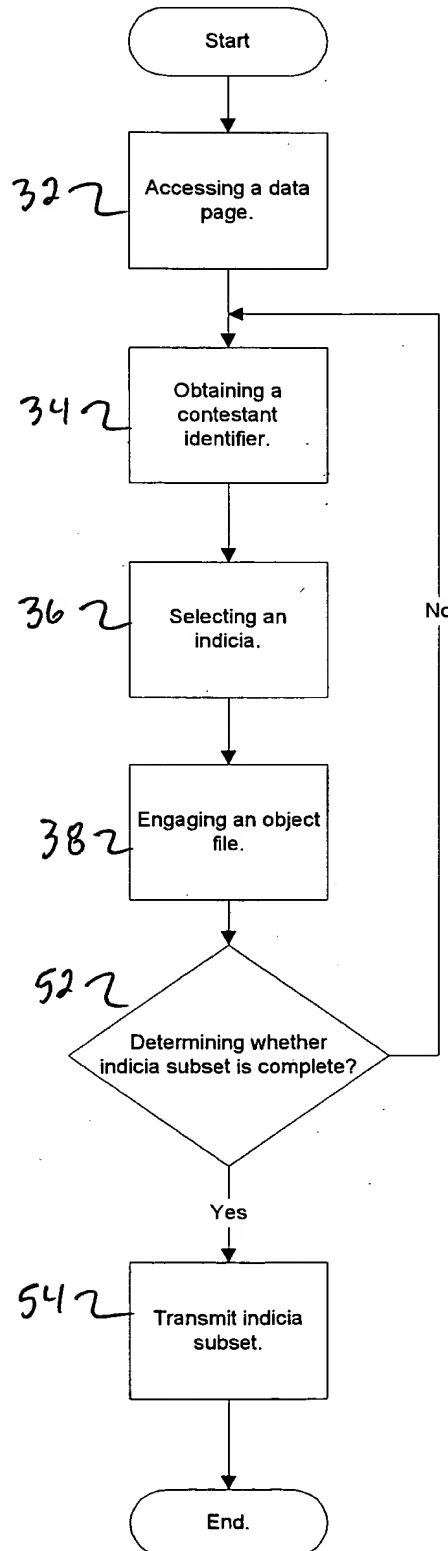 Start
32
Accessing a data
page.
34
Obtaining a
contestant
identifier.
36
Selecting an
indicia.
No
38
Engaging an object
file.
52
Determining whether
indicia subset is complete?
Yes
54
Transmit indicia
subset.
End.